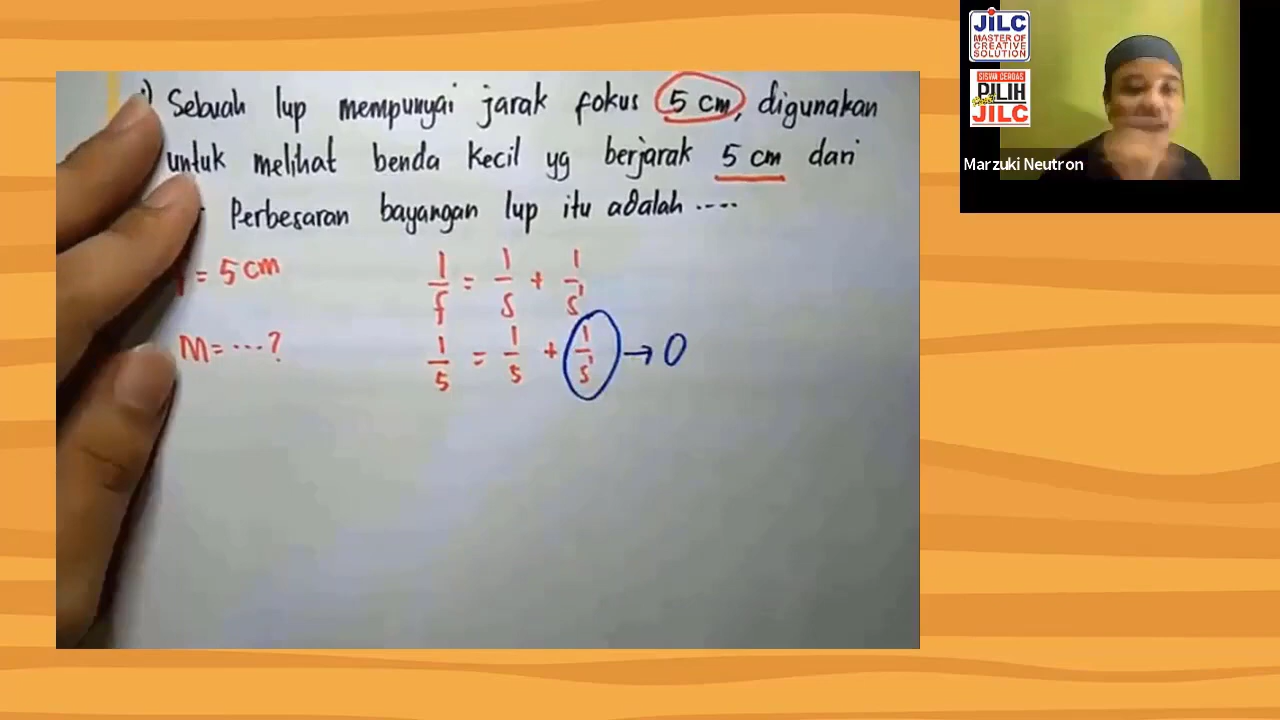 Sebuah lup mempunyai jarak fokus 5 cm, digunakan
untuk melihat benda kecil yg berjarak 5 cm dari
Perbesaran bayangan lup itu adalah ....
= 5 cm
M = ... ?
1/f = 1/s + 1/s'
1/5 = 1/5 + 1/s' → 0
JILC
MASTER OF
CREATIVE
SOLUTION
SISWA CERDAS
PILIH
JILC
Marzuki Neutron